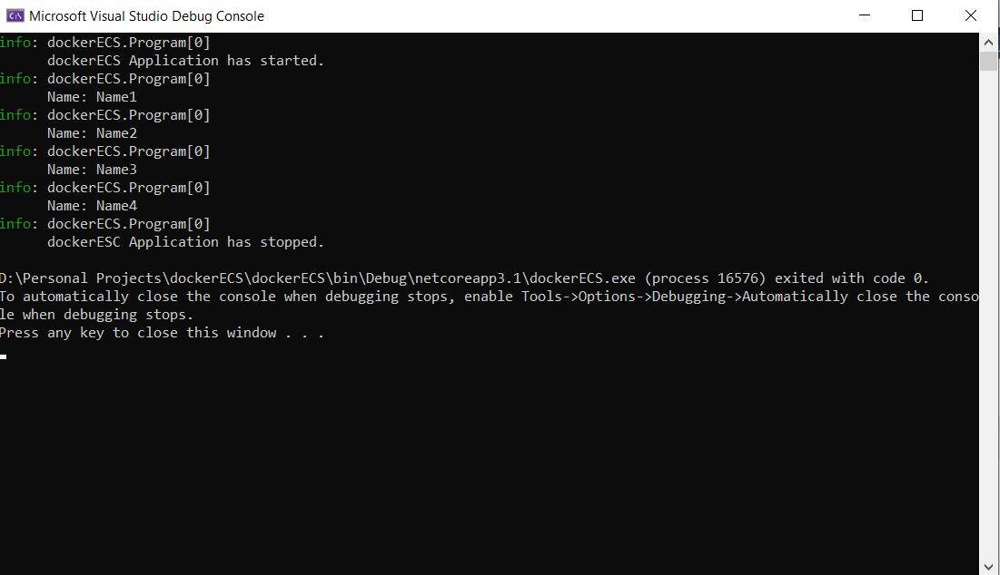 Microsoft Visual Studio Debug Console
info: dockerECS.Program[0]
dockerECS Application has started.
info: dockerECS.Program[0]
Name: Name1
info: dockerECS.Program[0]
Name: Name2
info: dockerECS.Program[0]
Name: Name3
info: dockerECS.Program[0]
Name: Name4
info: dockerECS.Program[0]
dockerESC Application has stopped.
D:\Personal Projects\dockerECS\dockerECS\bin\Debug\netcoreapp3.1\dockerECS.exe (process 16576) exited with code 0.
To automatically close the console when debugging stops, enable Tools->Options->Debugging->Automatically close the conso
le when debugging stops.
Press any key to close this window . . .